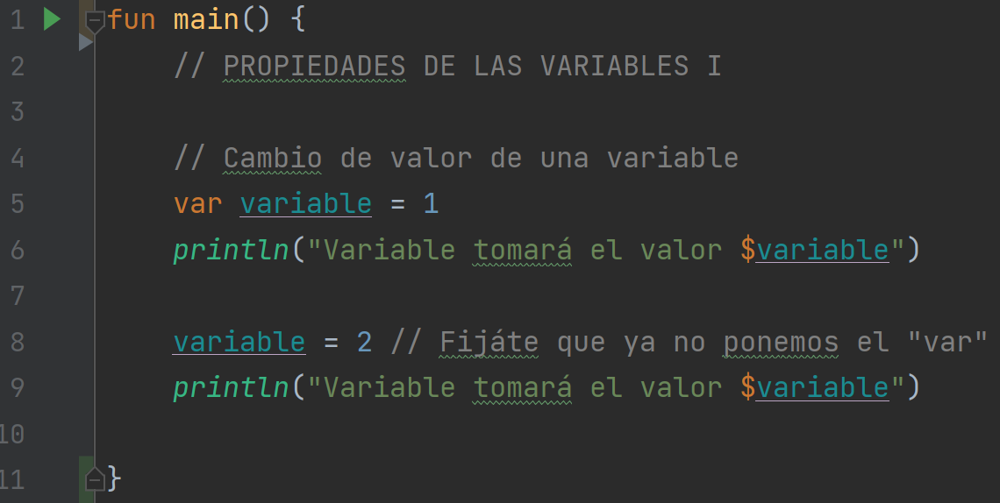 1 fun main() {
2 // PROPIEDADES DE LAS VARIABLES I
3
4 // Cambio de valor de una variable
5 var variable = 1
6 println("Variable tomará el valor $variable")
7
8 variable = 2 // Fijáte que ya no ponemos el "var"
9 println("Variable tomará el valor $variable")
10
11 }